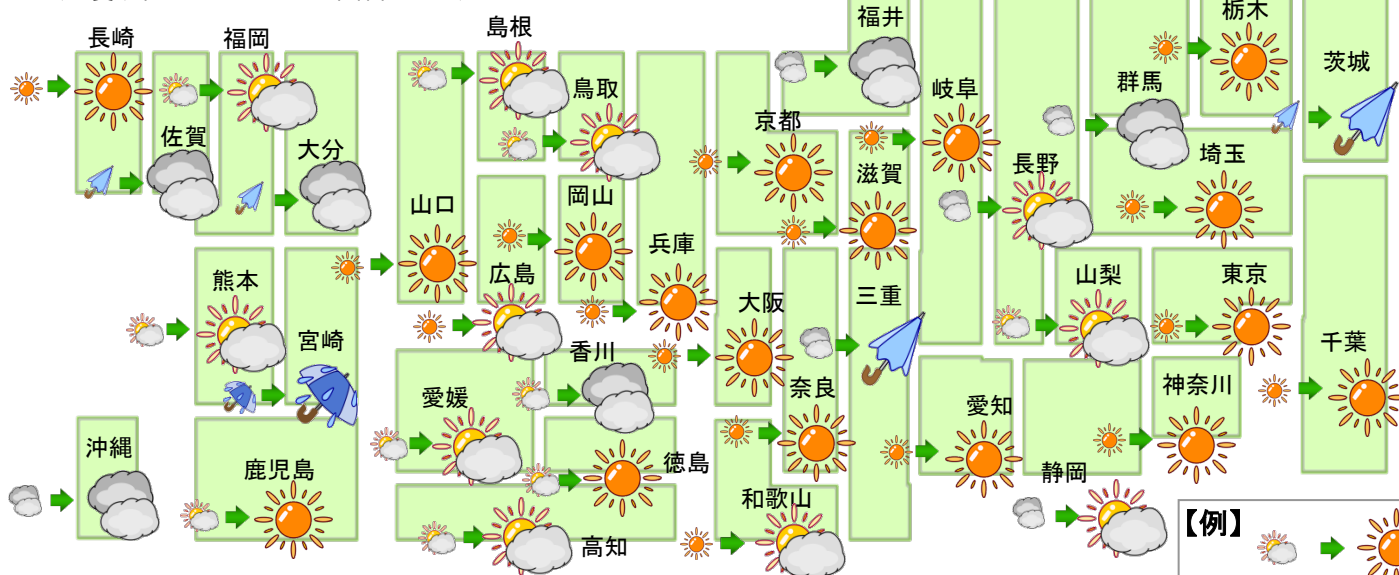 福井
栃木
長崎
福岡
島根
茨城
群馬
鳥取
岐阜
京都
佐賀
大分
埼玉
長野
滋賀
山口
岡山
兵庫
熊本
広島
山梨
東京
大阪
三重
宮崎
千葉
香川
奈良
神奈川
愛媛
愛知
沖縄
鹿児島
徳島
静岡
和歌山
高知
【例】